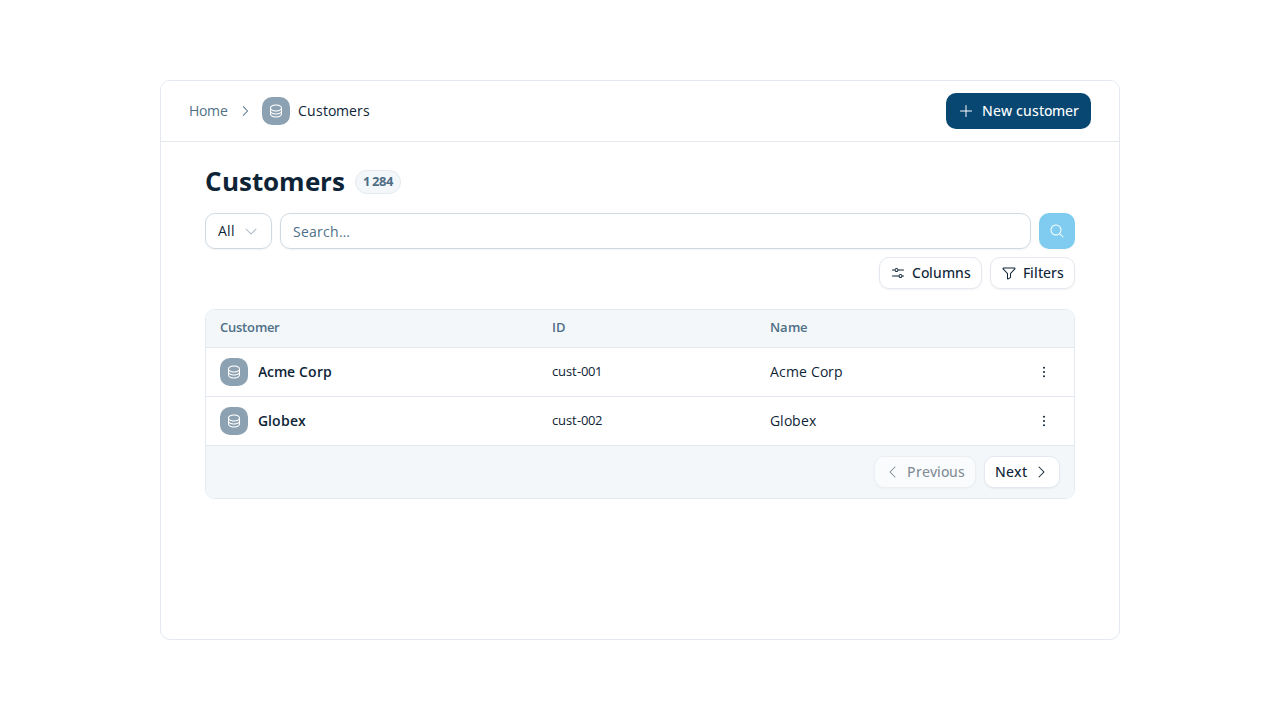 Home Customers New customer
Customers 1 284
All Search...
Columns Filters
Customer ID Name
Acme Corp cust-001 Acme Corp
Globex cust-002 Globex
Previous Next